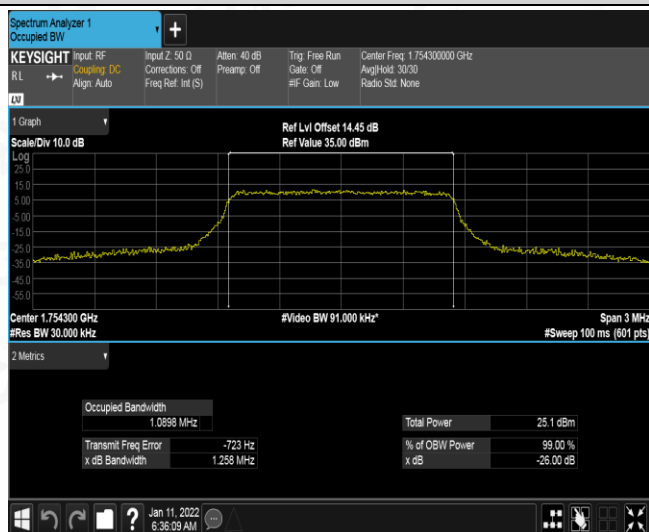 Spectrum Analyzer 1
Occupied BW
KEYSIGHT Input: RF Input Z: 50 Ω Atten: 40 dB Trig: Free Run Center Freq: 1.754300000 GHz
RL Coupling: DC Corrections: Off Preamp: Off Gate: Off Avg|Hold: 30/30
Align: Auto Freq Ref: Int (S) #IF Gain: Low Radio Std: None
LXI
1 Graph Ref Lvl Offset 14.45 dB
Scale/Div 10.0 dB Ref Value 35.00 dBm
Log
25.0
15.0
5.00
-5.00
-15.0
-25.0
-35.0
-45.0
-55.0
Center 1.754300 GHz #Video BW 91.000 kHz* Span 3 MHz
#Res BW 30.000 kHz #Sweep 100 ms (601 pts)
2 Metrics
Occupied Bandwidth
1.0898 MHz Total Power 25.1 dBm
Transmit Freq Error -723 Hz % of OBW Power 99.00 %
x dB Bandwidth 1.258 MHz x dB -26.00 dB
? Jan 11, 2022
6:36:09 AM